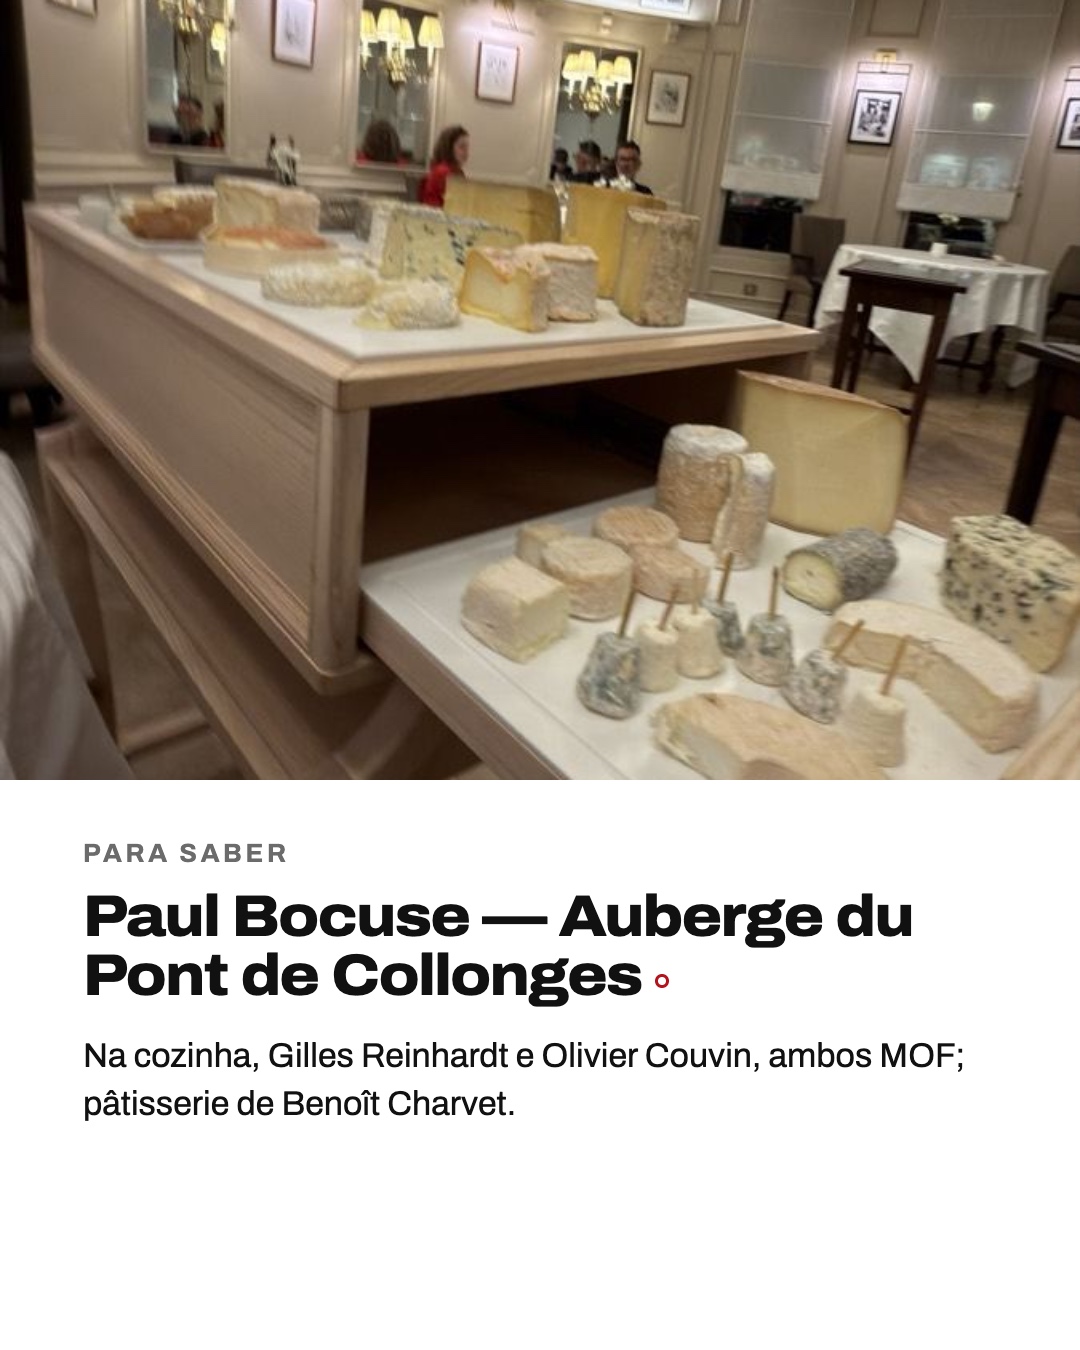 PARA SABER
Paul Bocuse — Auberge du
Pont de Collonges
Na cozinha, Gilles Reinhardt e Olivier Couvin, ambos MOF;
pâtisserie de Benoît Charvet.